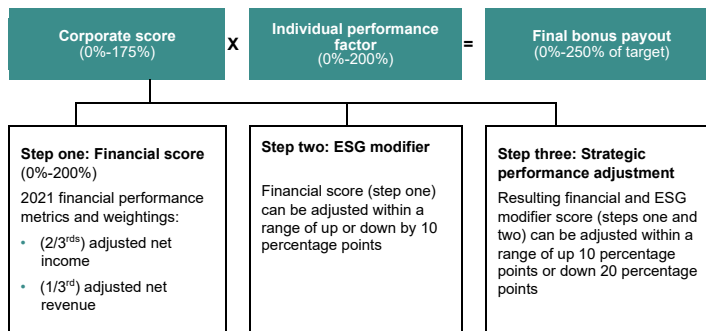 Corporate score
(0%-175%)
X
Individual performance
factor
(0%-200%)
=
Final bonus payout
(0%-250% of target)
Step one: Financial score
(0%-200%)
2021 financial performance
metrics and weightings:
• (2/3rds) adjusted net
income
• (1/3rd) adjusted net
revenue
Step two: ESG modifier
Financial score (step one)
can be adjusted within a
range of up or down by 10
percentage points
Step three: Strategic
performance adjustment
Resulting financial and ESG
modifier score (steps one and
two) can be adjusted within a
range of up 10 percentage
points or down 20 percentage
points